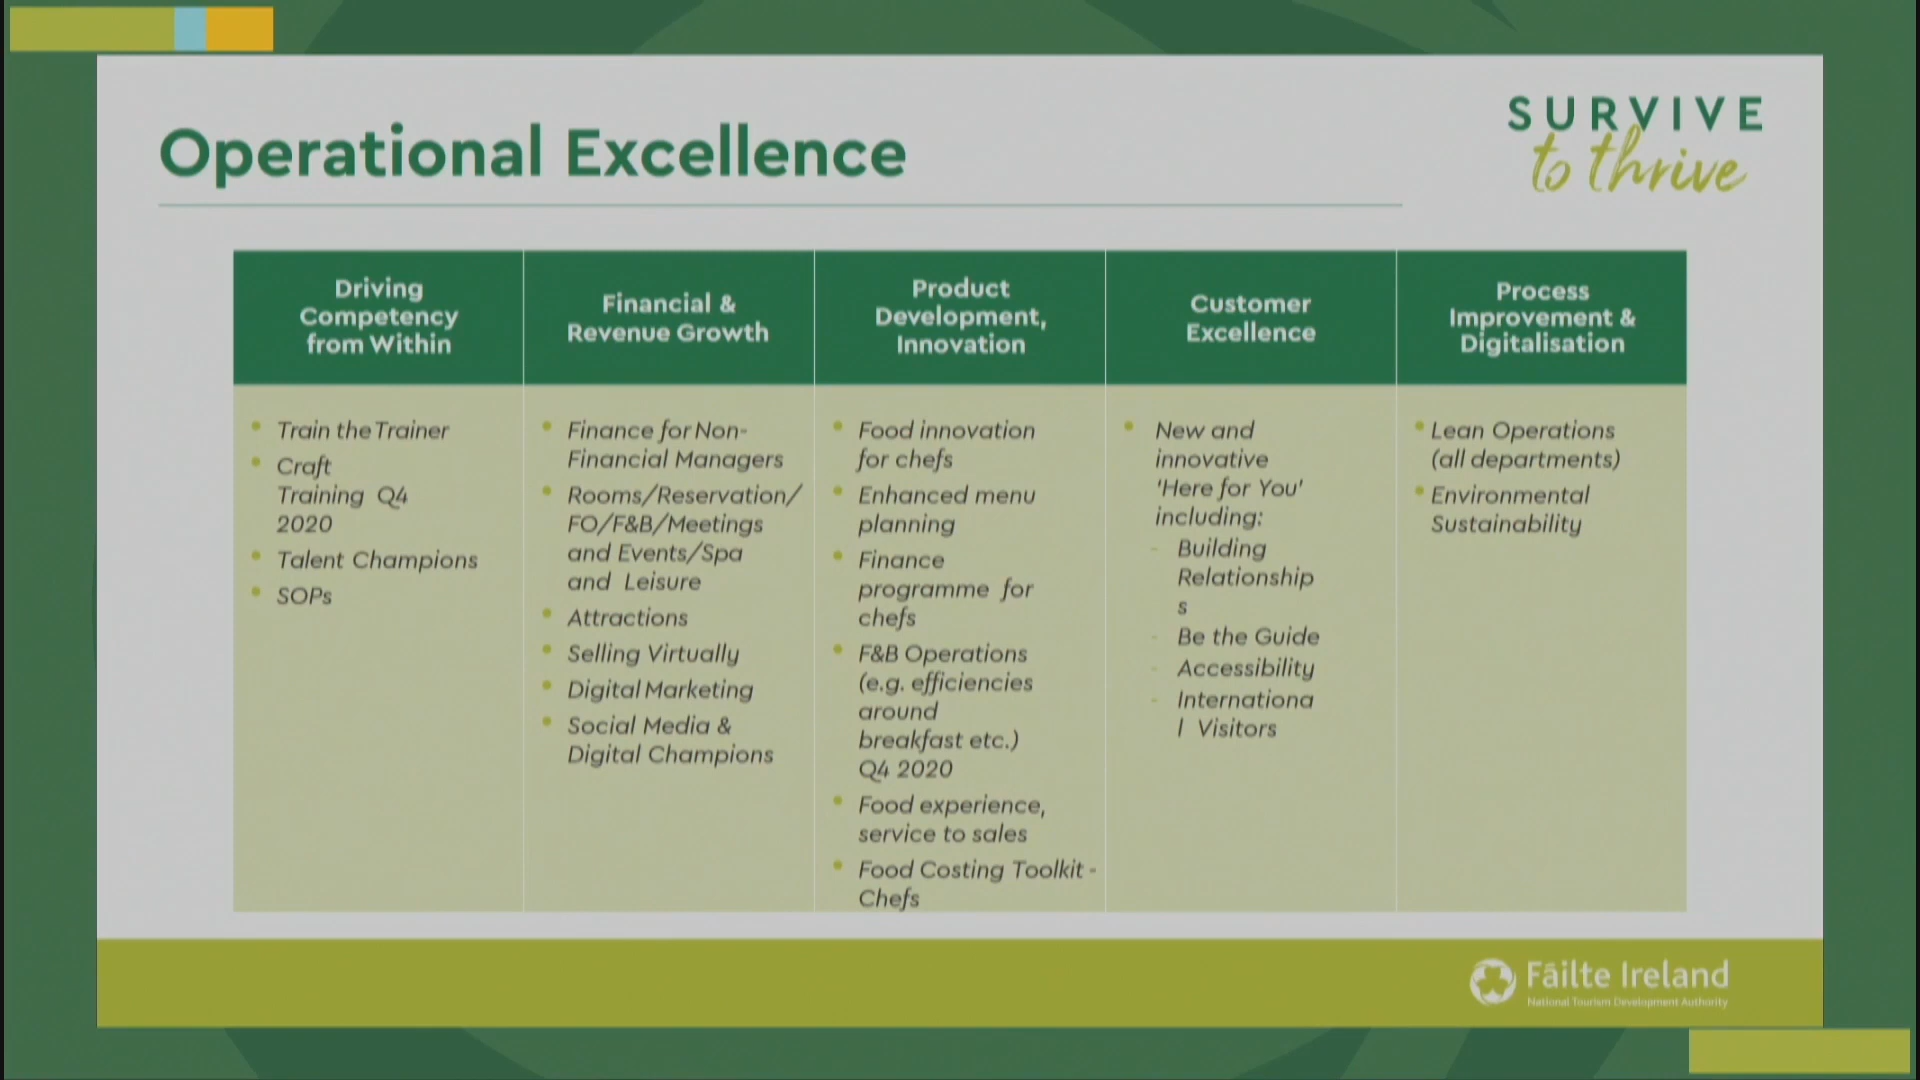 Operational Excellence
SURVIVE
to thrive
Driving
Competency
from Within
Financial &
Revenue Growth
Product
Development,
Innovation
Customer
Excellence
Process
Improvement &
Digitalisation
• Train the Trainer
• Craft
Training Q4
2020
• Talent Champions
• SOPs
• Finance for Non-
Financial Managers
• Rooms/Reservation/
FO/F&B/Meetings
and Events/Spa
and Leisure
• Attractions
• Selling Virtually
• Digital Marketing
• Social Media &
Digital Champions
• Food innovation
for chefs
• Enhanced menu
planning
• Finance
programme for
chefs
• F&B Operations
(e.g. efficiencies
around
breakfast etc.)
Q4 2020
• Food experience,
service to sales
• Food Costing Toolkit -
Chefs
• New and
innovative
‘Here for You’
including:
- Building
Relationship
s
- Be the Guide
- Accessibility
- Internationa
l Visitors
• Lean Operations
(all departments)
• Environmental
Sustainability
Fáilte Ireland
National Tourism Development Authority